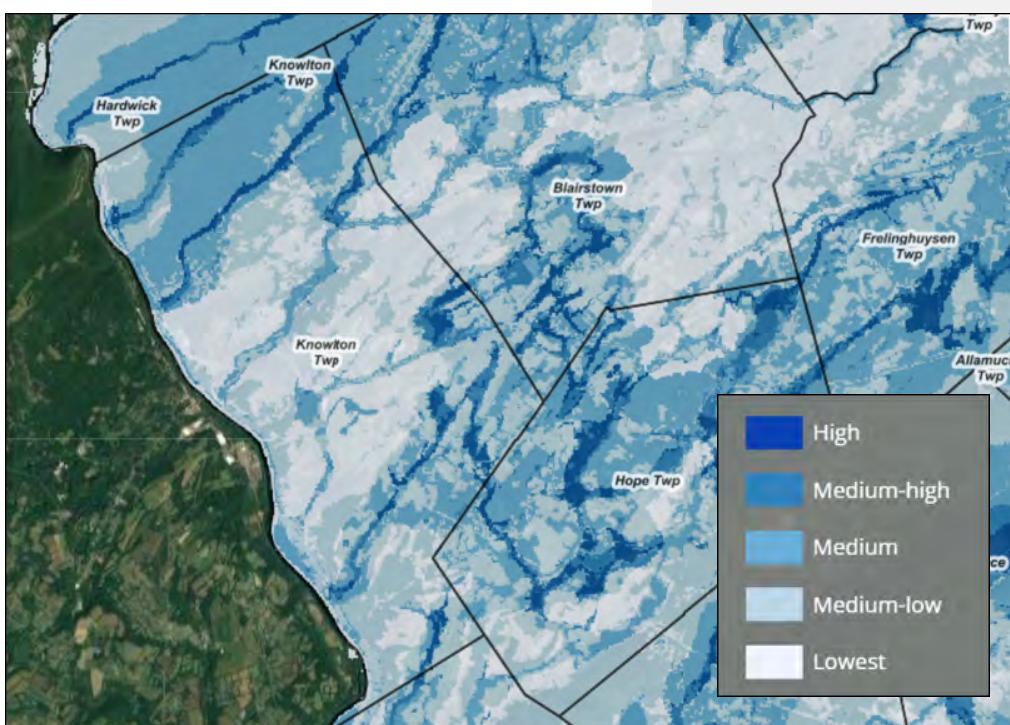 Twp
Knowlton
Twp
Hardwick
Twp
Blairstown
Twp
Frelinghuysen
Twp
Knowlton
Twp
Twp
Hope Twp
High
Medium-high
Medium
Medium-low
Lowest